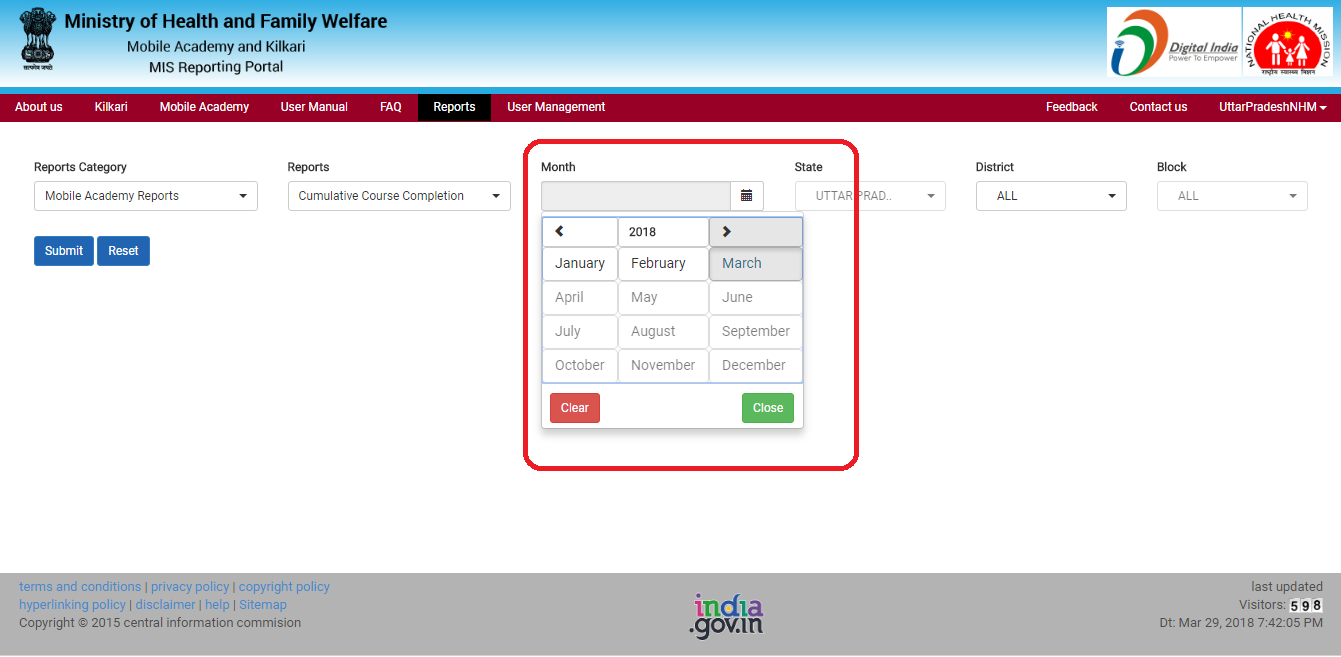 Ministry of Health and Family Welfare
Mobile Academy and Kilkari
MIS Reporting Portal
सत्यमेव जयते
Digital India
Power To Empower
NATIONAL HEALTH MISSION
राष्ट्रीय स्वास्थ्य मिशन
About us Kilkari Mobile Academy User Manual FAQ Reports User Management Feedback Contact us UttarPradeshNHM
Reports Category Reports Month State District Block
Mobile Academy Reports Cumulative Course Completion UTTAR PRAD.. ALL ALL
Submit Reset
2018
January February March
April May June
July August September
October November December
Clear Close
terms and conditions | privacy policy | copyright policy
hyperlinking policy | disclaimer | help | Sitemap
Copyright © 2015 central information commision
india
.gov.in
last updated
Visitors: 598
Dt: Mar 29, 2018 7:42:05 PM